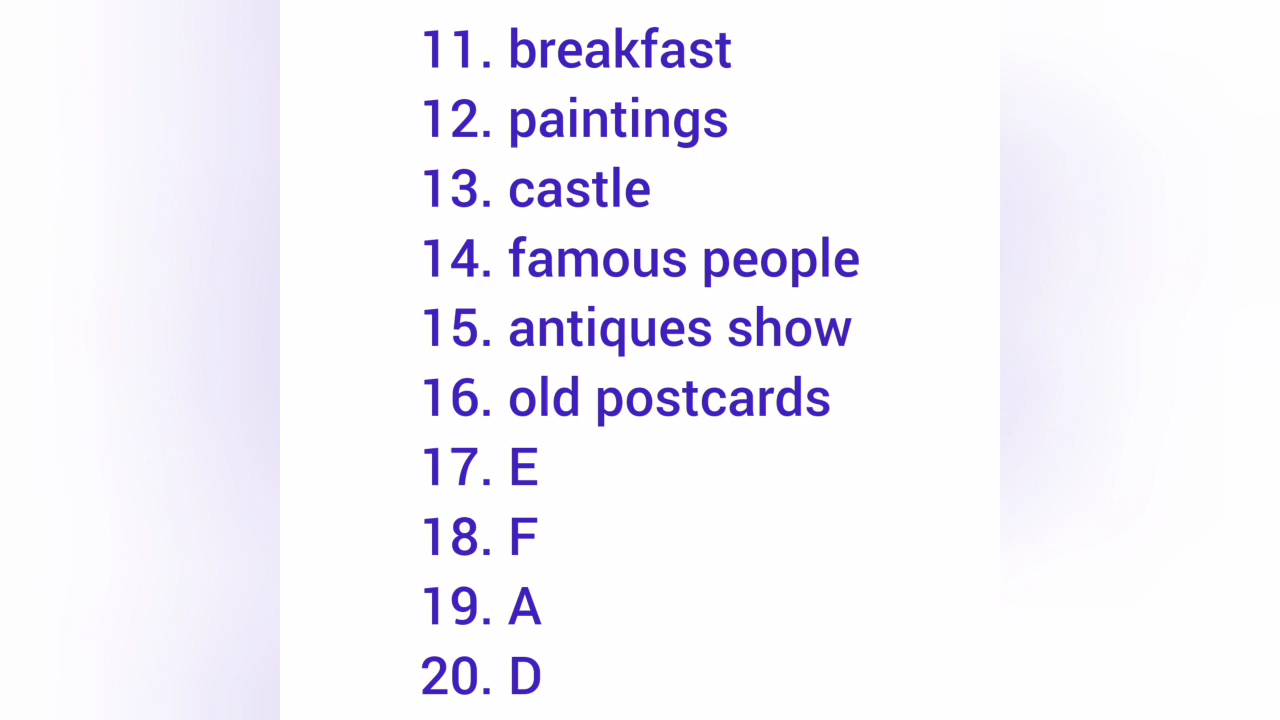 11. breakfast
12. paintings
13. castle
14. famous people
15. antiques show
16. old postcards
17. E
18. F
19. A
20. D